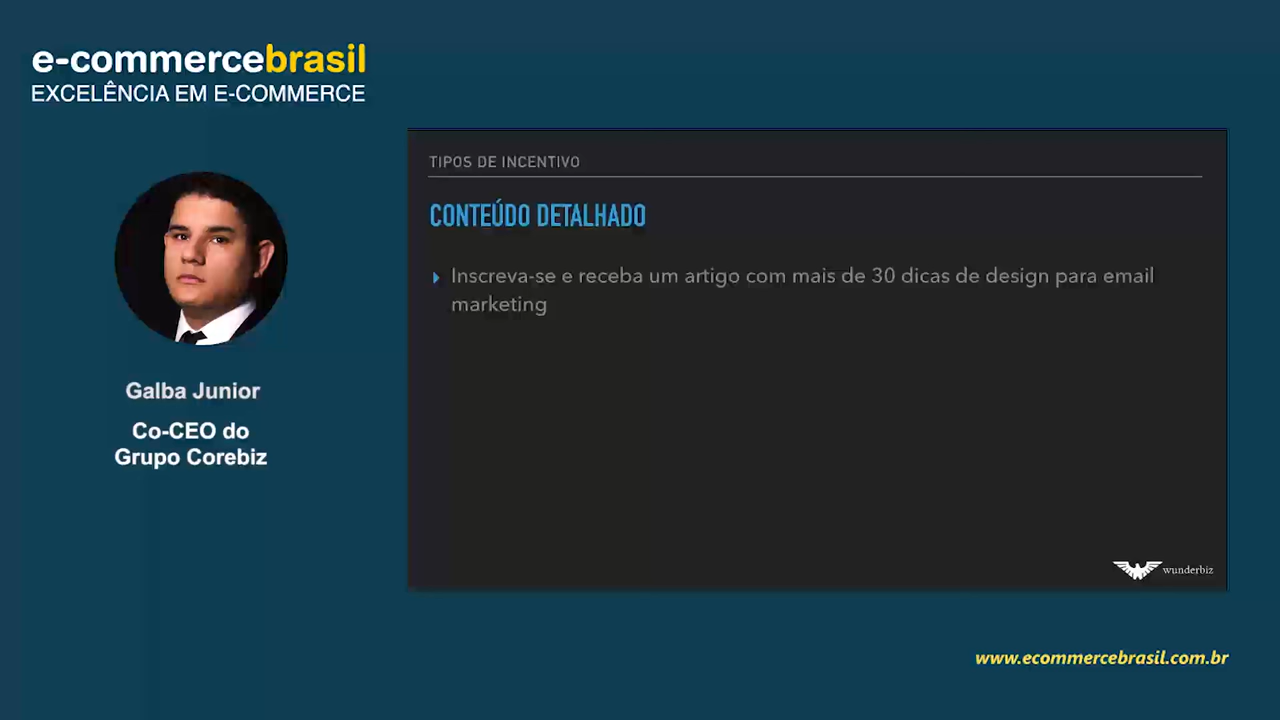 e-commercebrasil
EXCELÊNCIA EM E-COMMERCE
TIPOS DE INCENTIVO
CONTEÚDO DETALHADO
Inscreva-se e receba um artigo com mais de 30 dicas de design para email
marketing
Galba Junior
Co-CEO do
Grupo Corebiz
wunderbiz
www.ecommercebrasil.com.br